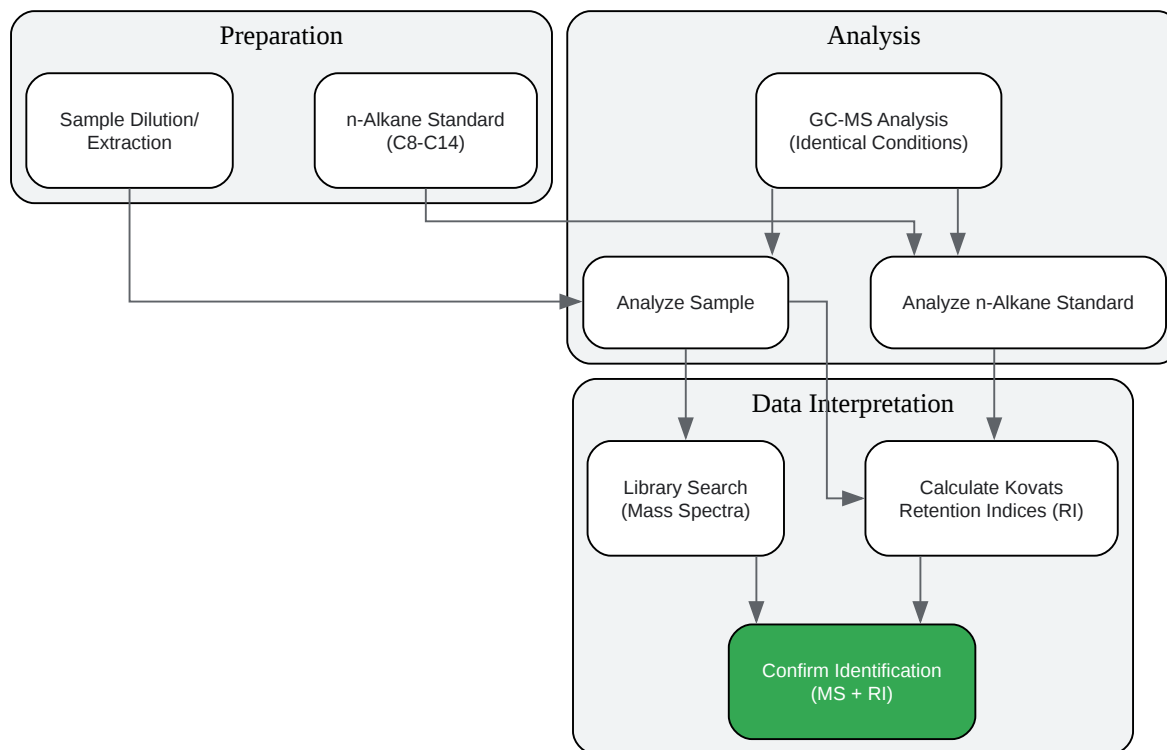 Preparation
Sample Dilution/
Extraction
n-Alkane Standard
(C8-C14)
Analysis
GC-MS Analysis
(Identical Conditions)
Analyze Sample
Analyze n-Alkane Standard
Data Interpretation
Library Search
(Mass Spectra)
Calculate Kovats
Retention Indices (RI)
Confirm Identification
(MS + RI)